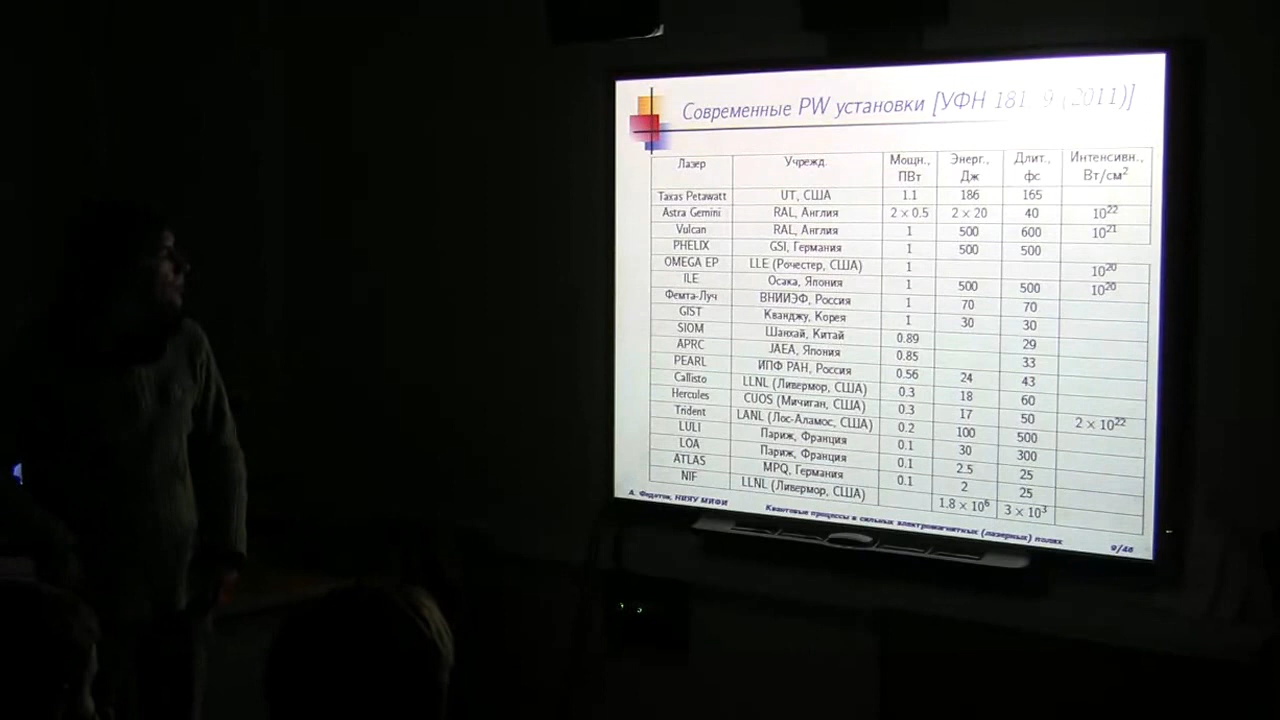 Современные PW установки [УФН 181, 9 (2011)]
Лазер Учрежд. Мощн., ПВт Энерг., Дж Длит., фс Интенсивн., Вт/см²
Taxas Petawatt UT, США 1.1 186 165
Astra Gemini RAL, Англия 2 × 0.5 2 × 20 40 10²²
Vulcan RAL, Англия 1 500 600 10²¹
PHELIX GSI, Германия 1 500 500
OMEGA EP LLE (Рочестер, США) 1 10²⁰
ILE Осака, Япония 1 500 500 10²⁰
Фемта-Луч ВНИИЭФ, Россия 1 70 70
GIST Кванджу, Корея 1 30 30
SIOM Шанхай, Китай 0.89 29
APRC JAEA, Япония 0.85 33
PEARL ИПФ РАН, Россия 0.56 24 43
Callisto LLNL (Ливермор, США) 0.3 18 60
Hercules CUOS (Мичиган, США) 0.3 17 50 2 × 10²²
Trident LANL (Лос-Аламос, США) 0.2 100 500
LULI Париж, Франция 0.1 30 300
LOA Париж, Франция 0.1 2.5 25
ATLAS MPQ, Германия 0.1 2 25
NIF LLNL (Ливермор, США) 1.8 × 10⁶ 3 × 10³
А. Федотов, НИЯУ МИФИ Квантовые процессы в сильных электромагнитных (лазерных) полях 9/46